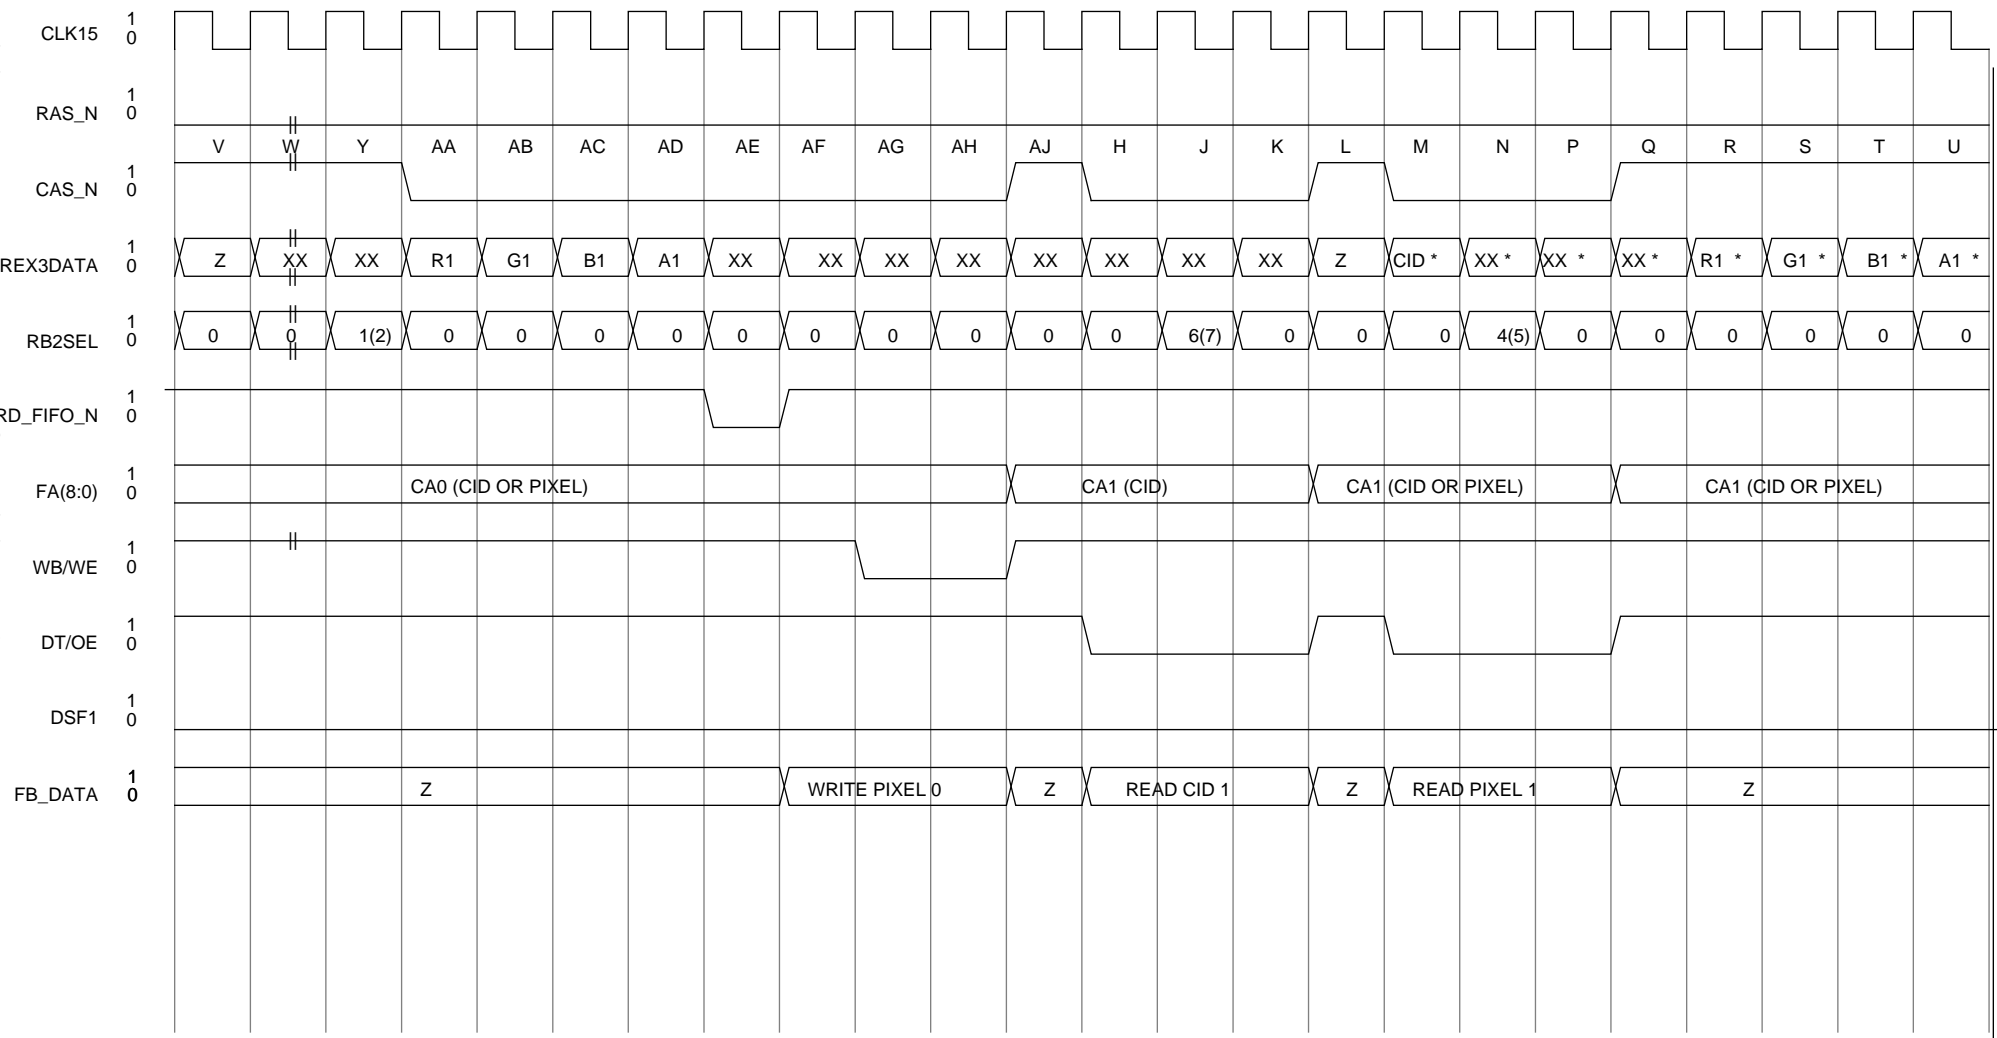 CLK15 1 0
RAS_N 1 0
V W Y AA AB AC AD AE AF AG AH AJ H J K L M N P Q R S T U
CAS_N 1 0
REX3DATA 1 0 Z XX XX R1 G1 B1 A1 XX XX XX XX XX XX XX XX Z CID * XX * XX * XX * R1 * G1 * B1 * A1 *
RB2SEL 1 0 0 0 1(2) 0 0 0 0 0 0 0 0 0 0 6(7) 0 0 0 4(5) 0 0 0 0 0 0
RD_FIFO_N 1 0
FA(8:0) 1 0 CA0 (CID OR PIXEL) CA1 (CID) CA1 (CID OR PIXEL) CA1 (CID OR PIXEL)
WB/WE 1 0
DT/OE 1 0
DSF1 1 0
FB_DATA 1 0 Z WRITE PIXEL 0 Z READ CID 1 Z READ PIXEL 1 Z